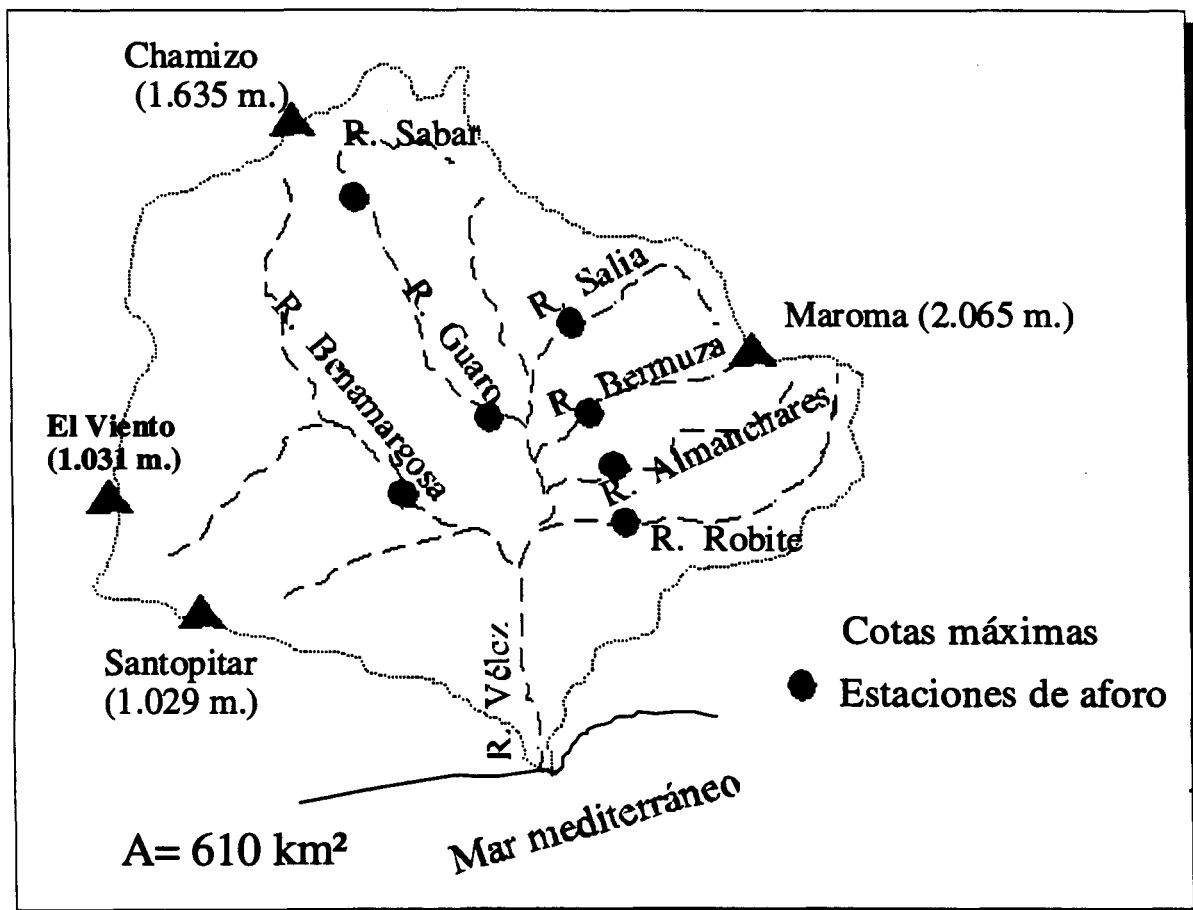 Chamizo
(1.635 m.)
R. Sabar
R. Salia
R. Guaro
R. Benamargosa
Maroma (2.065 m.)
R. Bermuza
R. Almanchares
El Viento
(1.031 m.)
R. Robite
Santopitar
(1.029 m.)
R. Vélez
Cotas máximas
Estaciones de aforo
Mar mediterráneo
A= 610 km²